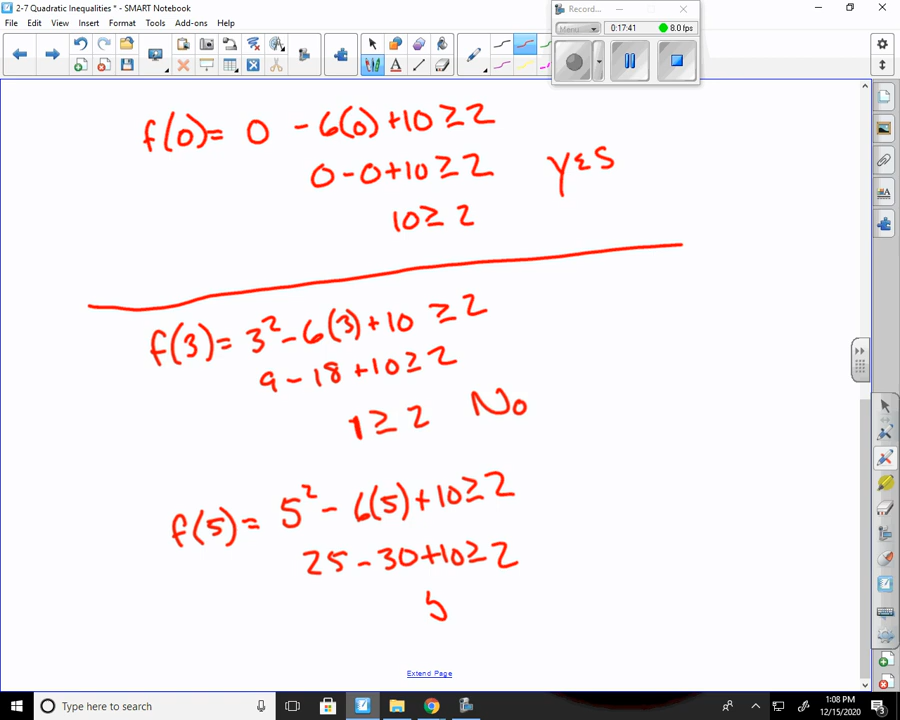 2-7 Quadratic Inequalities * - SMART Notebook
Record...
File Edit View Insert Format Tools Add-ons Help
Menu
0:17:41
8.0 fps
f(0) = 0 - 6(0) + 10 ≥ 2
0 - 0 + 10 ≥ 2
yes
10 ≥ 2
f(3) = 3² - 6(3) + 10 ≥ 2
9 - 18 + 10 ≥ 2
1 ≥ 2 No
f(5) = 5² - 6(5) + 10 ≥ 2
25 - 30 + 10 ≥ 2
5
Extend Page
Type here to search
1:08 PM
12/15/2020
3